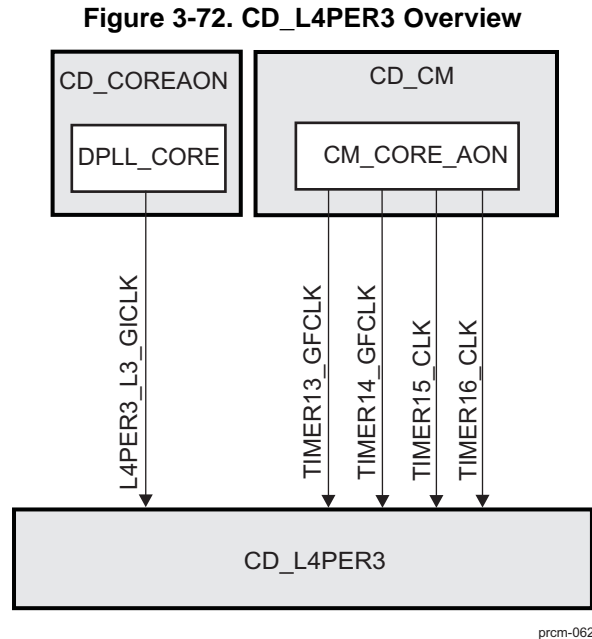 Figure 3-72. CD_L4PER3 Overview
CD_COREAON
CD_CM
DPLL_CORE
CM_CORE_AON
L4PER3_L3_GICLK
TIMER13_GFCLK
TIMER14_GFCLK
TIMER15_CLK
TIMER16_CLK
CD_L4PER3
prcm-062